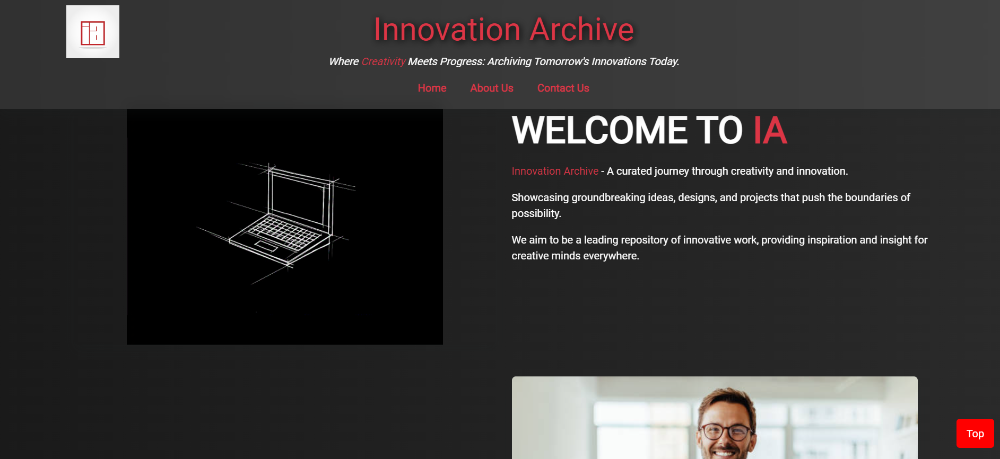 ia
Innovation Archive
Where Creativity Meets Progress: Archiving Tomorrow's Innovations Today.
Home About Us Contact Us
WELCOME TO IA
Innovation Archive - A curated journey through creativity and innovation.
Showcasing groundbreaking ideas, designs, and projects that push the boundaries of
possibility.
We aim to be a leading repository of innovative work, providing inspiration and insight for
creative minds everywhere.
Top